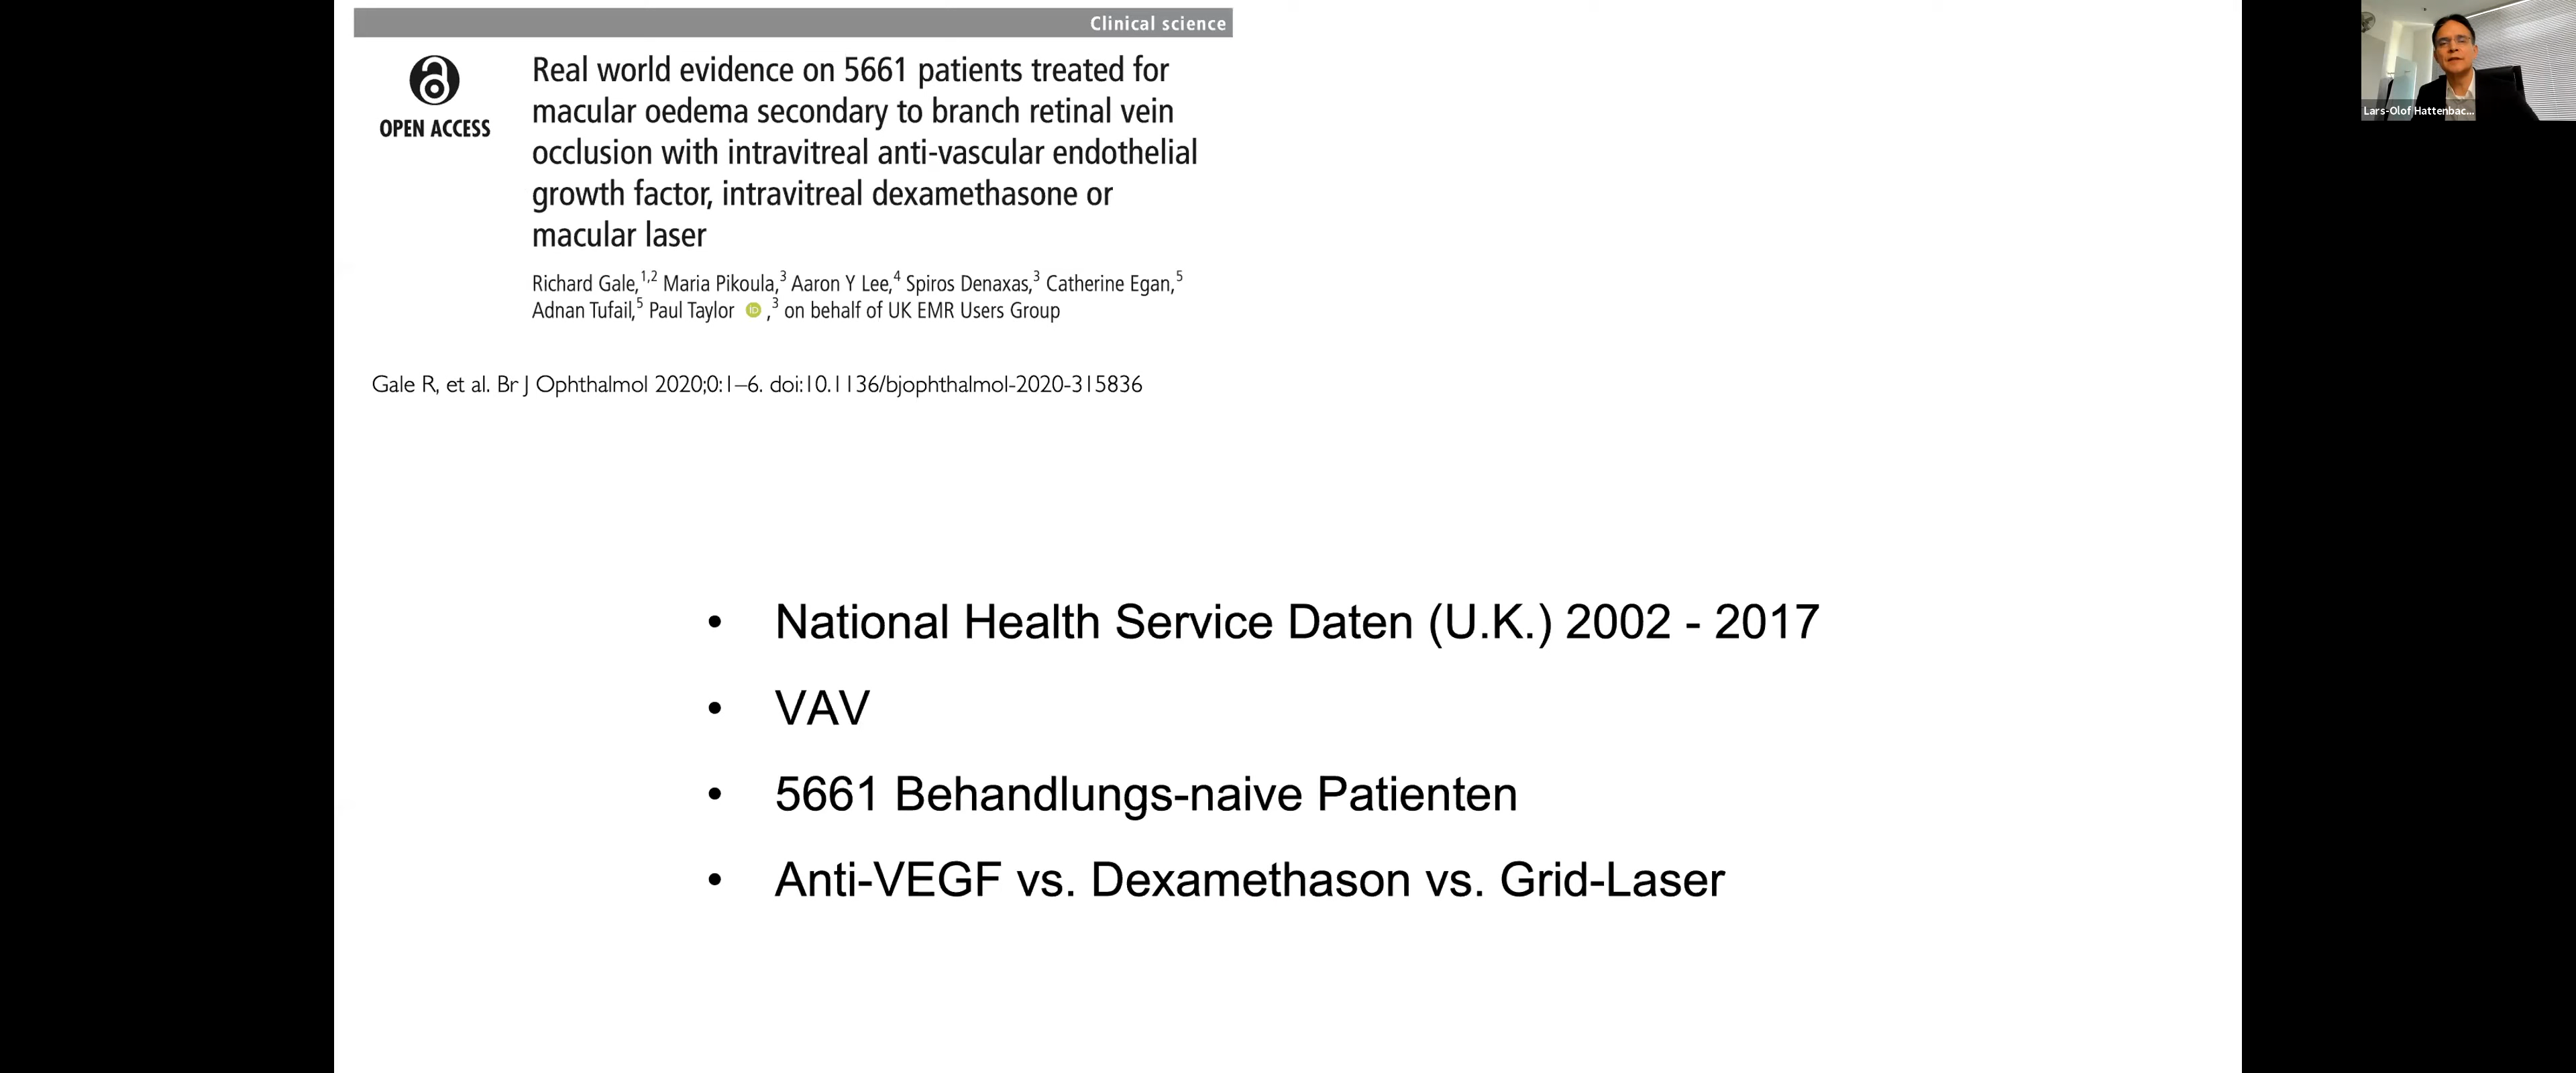 Clinical science
OPEN ACCESS
Real world evidence on 5661 patients treated for
macular oedema secondary to branch retinal vein
occlusion with intravitreal anti-vascular endothelial
growth factor, intravitreal dexamethasone or
macular laser
Richard Gale,1,2 Maria Pikoula,3 Aaron Y Lee,4 Spiros Denaxas,3 Catherine Egan,5
Adnan Tufail,5 Paul Taylor iD ,3 on behalf of UK EMR Users Group
Gale R, et al. Br J Ophthalmol 2020;0:1–6. doi:10.1136/bjophthalmol-2020-315836
• National Health Service Daten (U.K.) 2002 - 2017
• VAV
• 5661 Behandlungs-naive Patienten
• Anti-VEGF vs. Dexamethason vs. Grid-Laser
Lars-Olof Hattenbac...